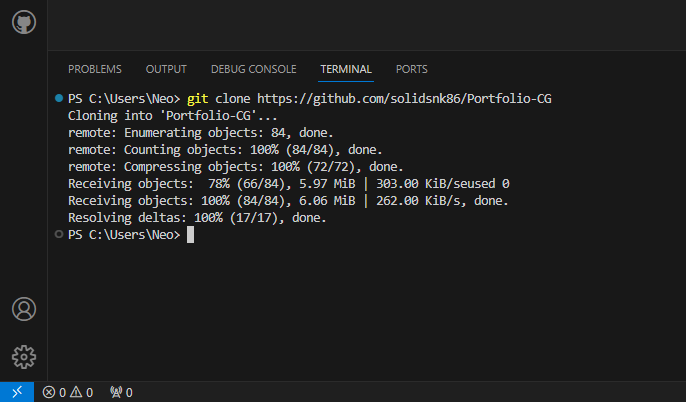 PROBLEMS OUTPUT DEBUG CONSOLE TERMINAL PORTS
PS C:\Users\Neo> git clone https://github.com/solidsnk86/Portfolio-CG
Cloning into 'Portfolio-CG'...
remote: Enumerating objects: 84, done.
remote: Counting objects: 100% (84/84), done.
remote: Compressing objects: 100% (72/72), done.
Receiving objects:  78% (66/84), 5.97 MiB | 303.00 KiB/seused 0
Receiving objects: 100% (84/84), 6.06 MiB | 262.00 KiB/s, done.
Resolving deltas: 100% (17/17), done.
PS C:\Users\Neo>
0 0 0